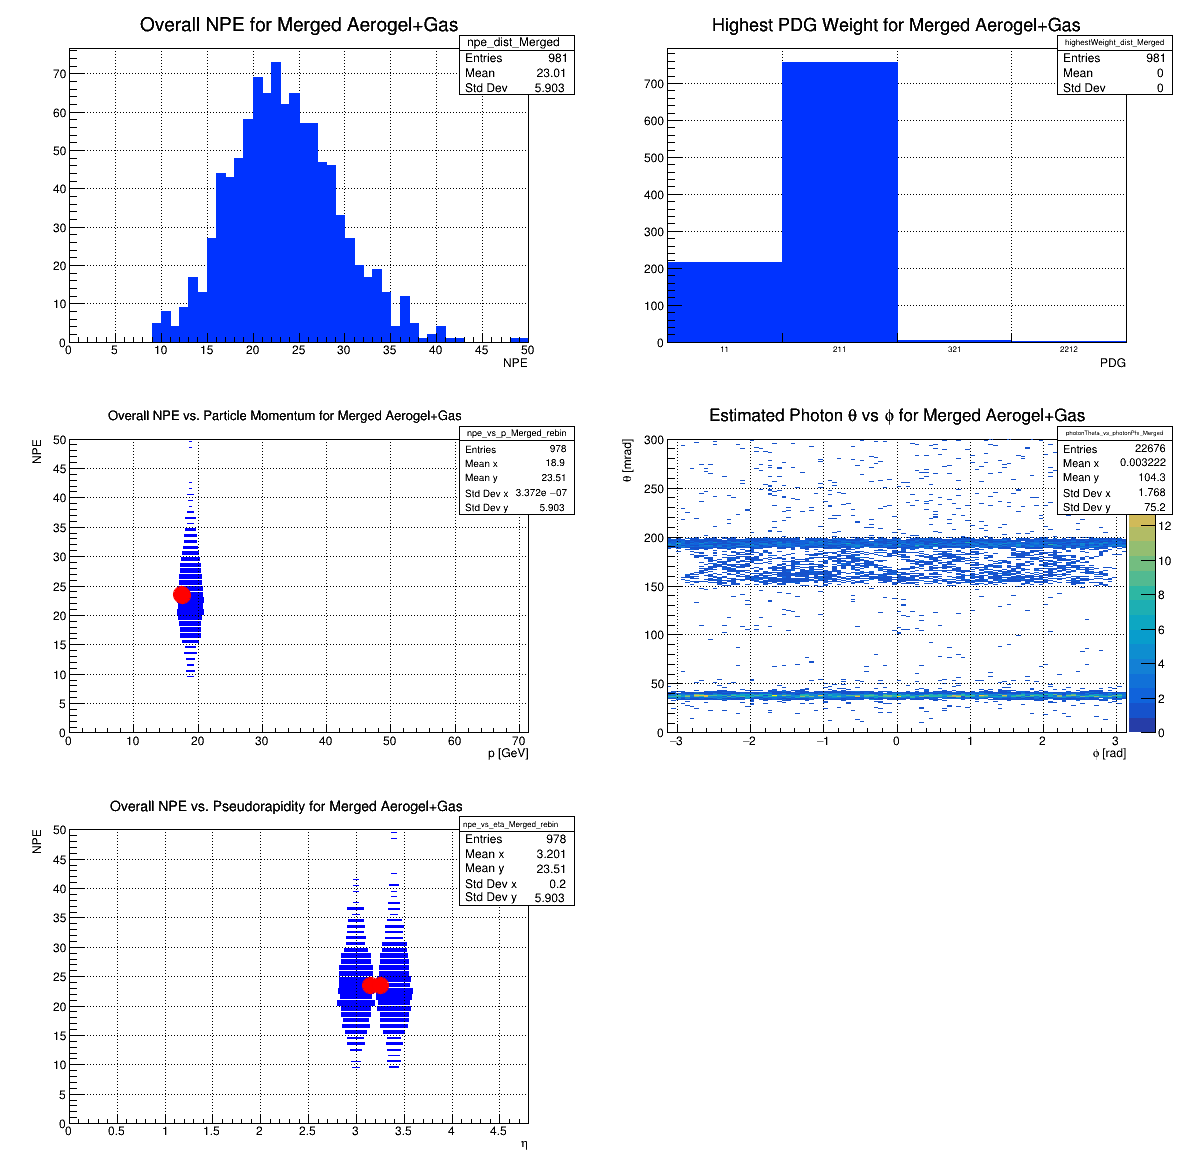 Overall NPE for Merged Aerogel+Gas
npe_dist_Merged
Entries 981
Mean 23.01
Std Dev 5.903
70
60
50
40
30
20
10
0
0 5 10 15 20 25 30 35 40 45 50
NPE
Highest PDG Weight for Merged Aerogel+Gas
highestWeight_dist_Merged
Entries 981
Mean 0
Std Dev 0
700
600
500
400
300
200
100
0
11 211 321 2212
PDG
Overall NPE vs. Particle Momentum for Merged Aerogel+Gas
npe_vs_p_Merged_rebin
Entries 978
Mean x 18.9
Mean y 23.51
Std Dev x 3.372e −07
Std Dev y 5.903
NPE
50
45
40
35
30
25
20
15
10
5
0
0 10 20 30 40 50 60 70
p [GeV]
Estimated Photon θ vs ϕ for Merged Aerogel+Gas
photonTheta_vs_photonPhi_Merged
Entries 22676
Mean x 0.003222
Mean y 104.3
Std Dev x 1.768
Std Dev y 75.2
θ [mrad]
300
250
200
150
100
50
0
−3 −2 −1 0 1 2 3
ϕ [rad]
12
10
8
6
4
2
0
Overall NPE vs. Pseudorapidity for Merged Aerogel+Gas
npe_vs_eta_Merged_rebin
Entries 978
Mean x 3.201
Mean y 23.51
Std Dev x 0.2
Std Dev y 5.903
NPE
50
45
40
35
30
25
20
15
10
5
0
0 0.5 1 1.5 2 2.5 3 3.5 4 4.5
η